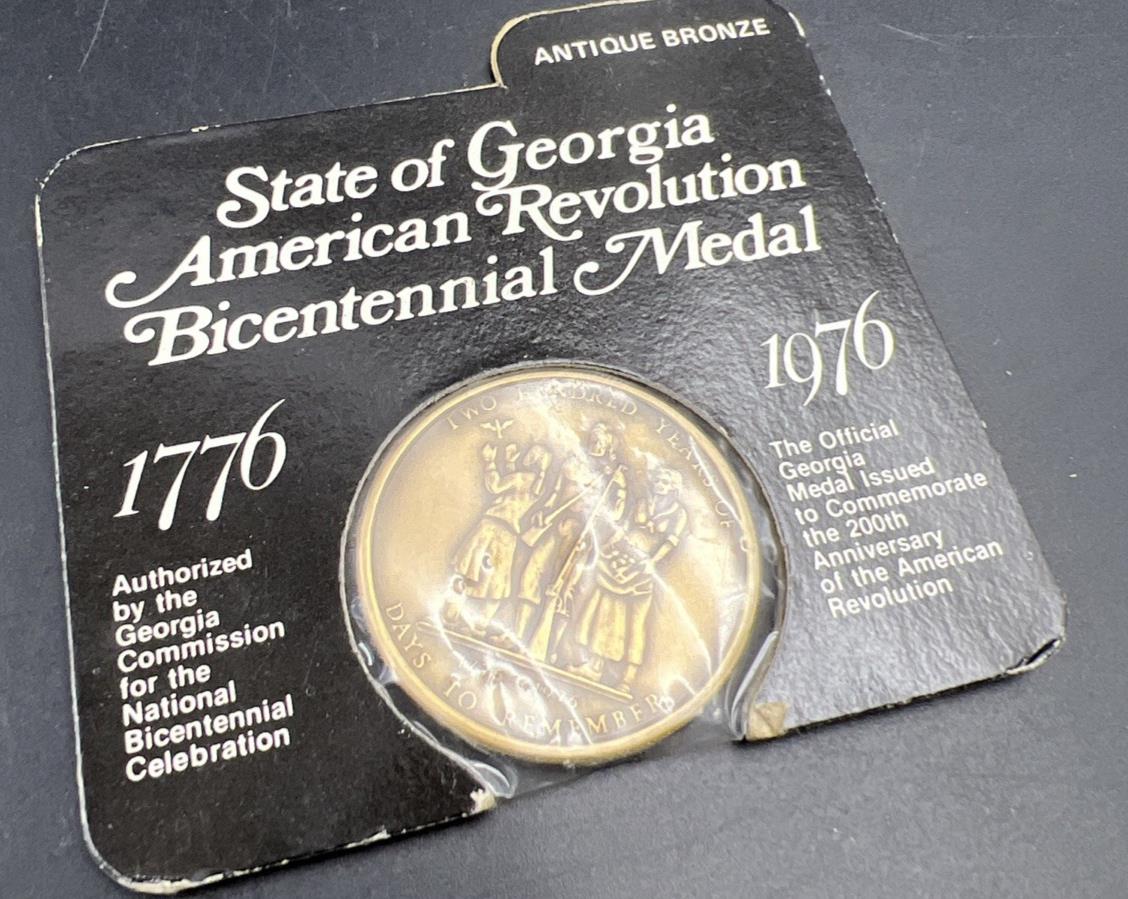 ANTIQUE BRONZE
State of Georgia
American Revolution
Bicentennial Medal
1776
Authorized
by the
Georgia
Commission
for the
National
Bicentennial
Celebration
1976
The Official
Georgia
Medal Issued
to Commemorate
the 200th
Anniversary
of the American
Revolution
TWO HUNDRED YEARS OF
DAYS TO REMEMBER